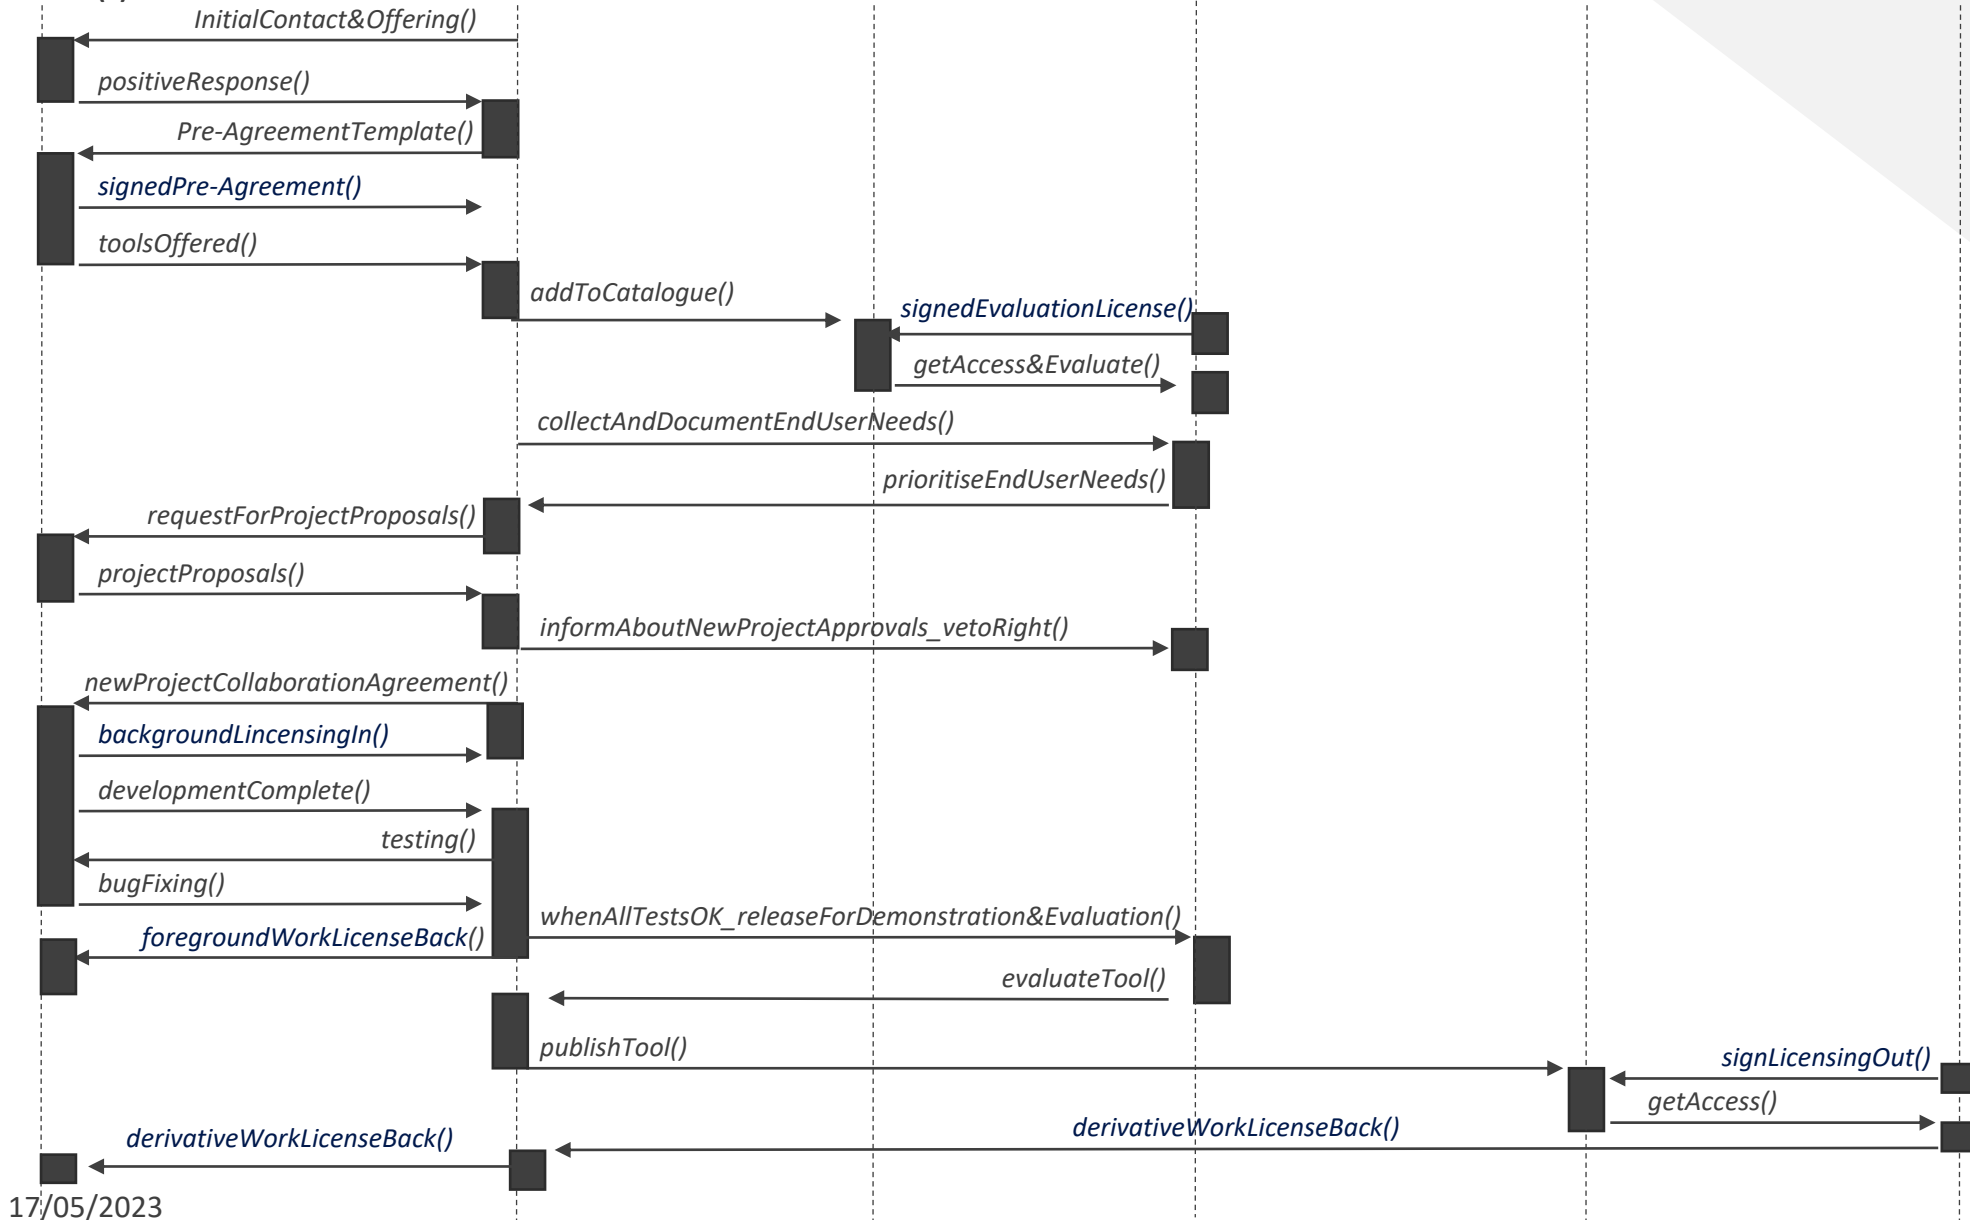 InitialContact&Offering()
positiveResponse()
Pre-AgreementTemplate()
signedPre-Agreement()
toolsOffered()
addToCatalogue()
signedEvaluationLicense()
getAccess&Evaluate()
collectAndDocumentEndUserNeeds()
prioritiseEndUserNeeds()
requestForProjectProposals()
projectProposals()
informAboutNewProjectApprovals_vetoRight()
newProjectCollaborationAgreement()
backgroundLincensingIn()
developmentComplete()
testing()
bugFixing()
whenAllTestsOK_releaseForDemonstration&Evaluation()
foregroundWorkLicenseBack()
evaluateTool()
publishTool()
signLicensingOut()
getAccess()
derivativeWorkLicenseBack()
derivativeWorkLicenseBack()
17/05/2023